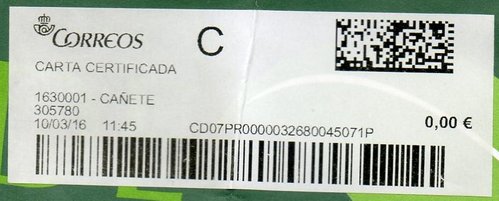 CORREOS
C
CARTA CERTIFICADA
1630001 - CAÑETE
305780
10/03/16 11:45
CD07PR0000032680045071P
0,00 €